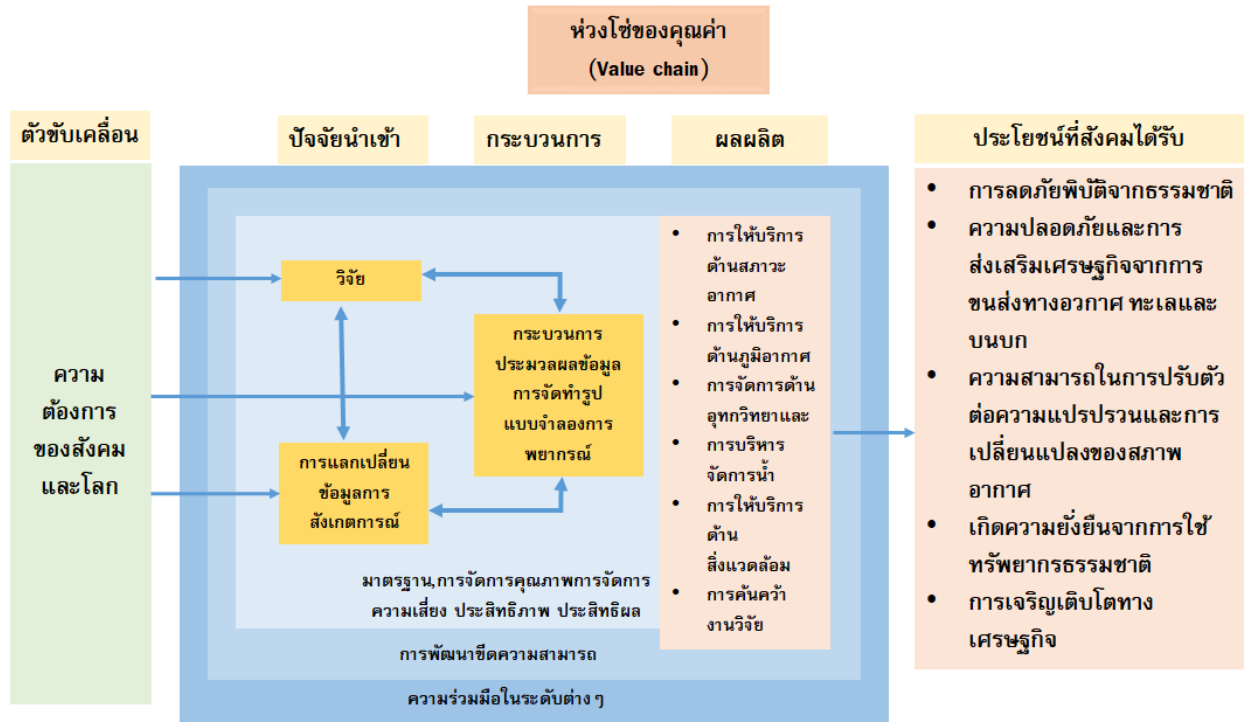 ห่วงโซ่ของคุณค่า
(Value chain)
ตัวขับเคลื่อน
ปัจจัยนำเข้า
กระบวนการ
ผลผลิต
ประโยชน์ที่สังคมได้รับ
ความ
ต้องการ
ของสังคม
และโลก
วิจัย
การแลกเปลี่ยน
ข้อมูลการ
สังเกตการณ์
กระบวนการ
ประมวลผลข้อมูล
การจัดทำรูป
แบบจำลองการ
พยากรณ์
มาตรฐาน,การจัดการคุณภาพการจัดการ
ความเสี่ยง ประสิทธิภาพ ประสิทธิผล
การพัฒนาขีดความสามารถ
ความร่วมมือในระดับต่าง ๆ
• การให้บริการ
ด้านสภาวะ
อากาศ
• การให้บริการ
ด้านภูมิอากาศ
• การจัดการด้าน
อุทกวิทยาและ
• การบริหาร
จัดการน้ำ
• การให้บริการ
ด้าน
สิ่งแวดล้อม
• การค้นคว้า
งานวิจัย
• การลดภัยพิบัติจากธรรมชาติ
• ความปลอดภัยและการ
ส่งเสริมเศรษฐกิจจากการ
ขนส่งทางอวกาศ ทะเลและ
บนบก
• ความสามารถในการปรับตัว
ต่อความแปรปรวนและการ
เปลี่ยนแปลงของสภาพ
อากาศ
• เกิดความยั่งยืนจากการใช้
ทรัพยากรธรรมชาติ
• การเจริญเติบโตทาง
เศรษฐกิจ